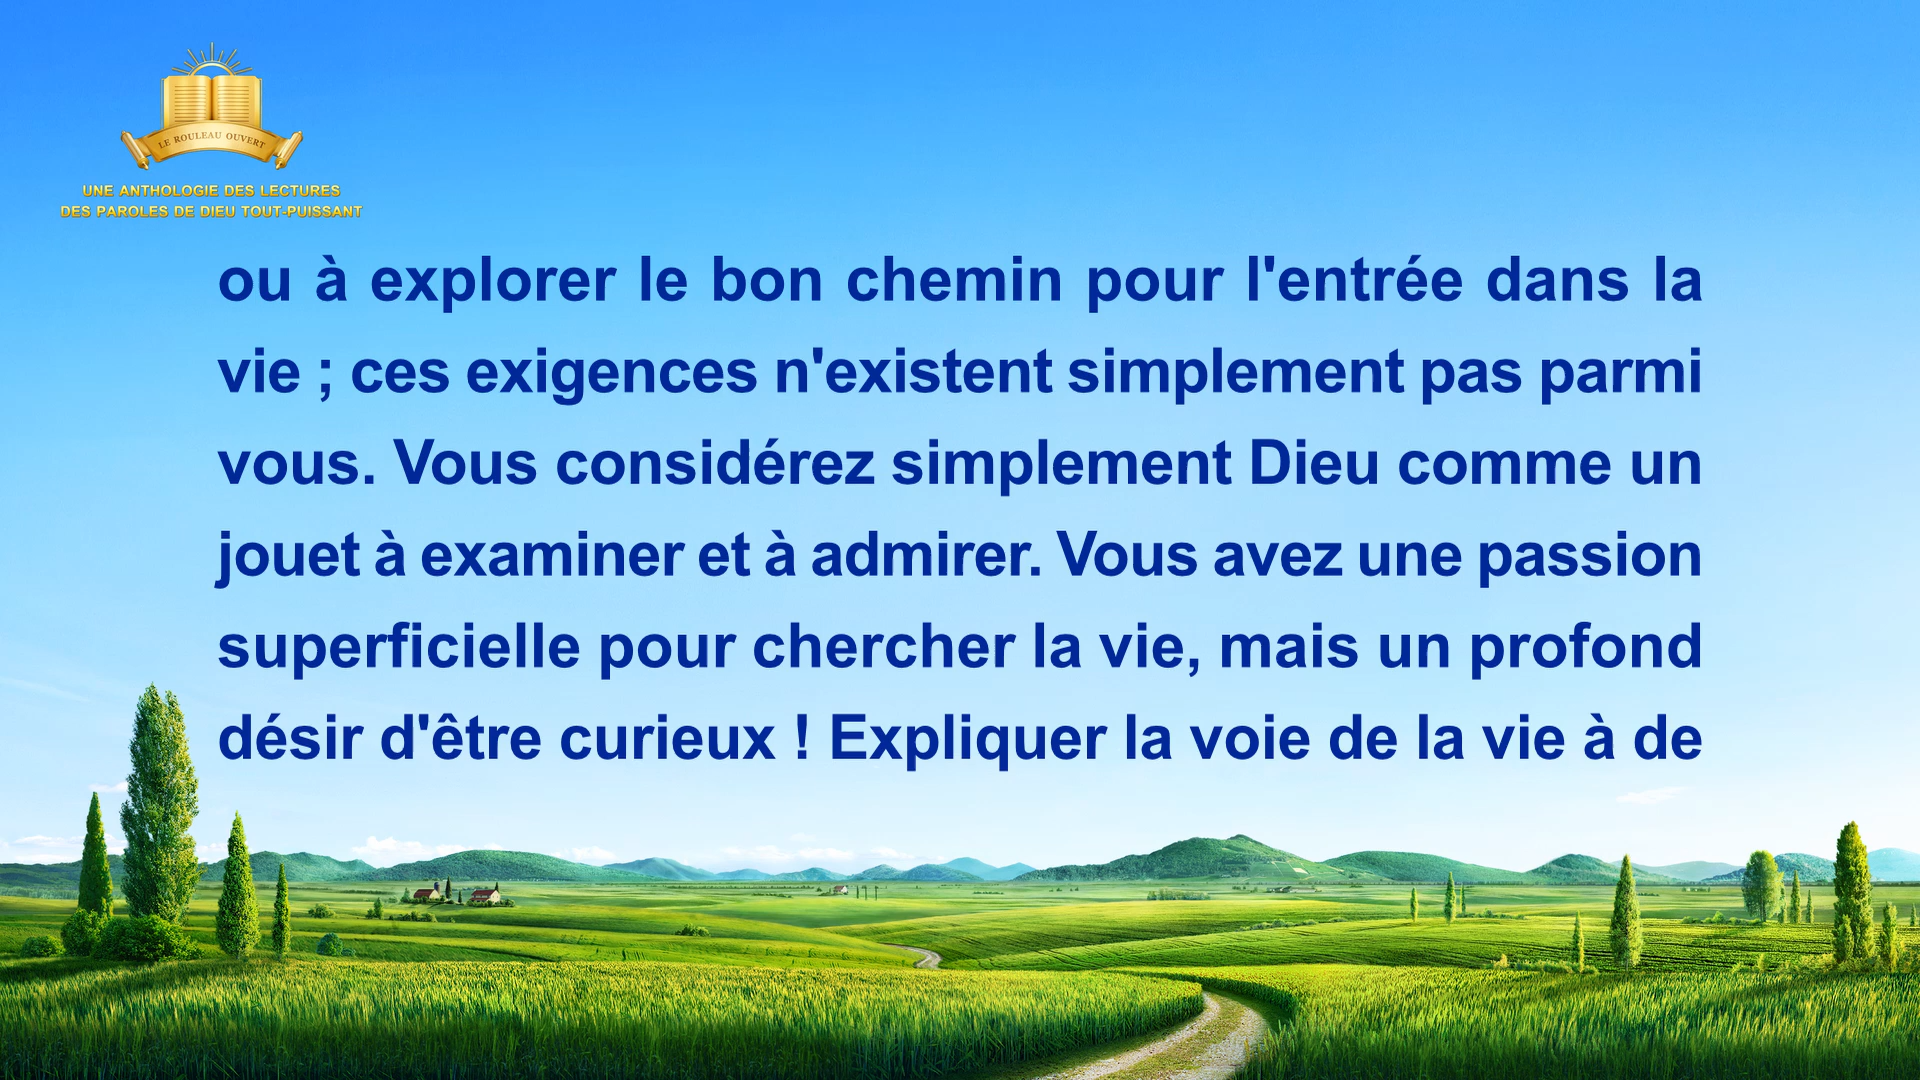 LE ROULEAU OUVERT
UNE ANTHOLOGIE DES LECTURES
DES PAROLES DE DIEU TOUT-PUISSANT
ou à explorer le bon chemin pour l'entrée dans la
vie ; ces exigences n'existent simplement pas parmi
vous. Vous considérez simplement Dieu comme un
jouet à examiner et à admirer. Vous avez une passion
superficielle pour chercher la vie, mais un profond
désir d'être curieux ! Expliquer la voie de la vie à de